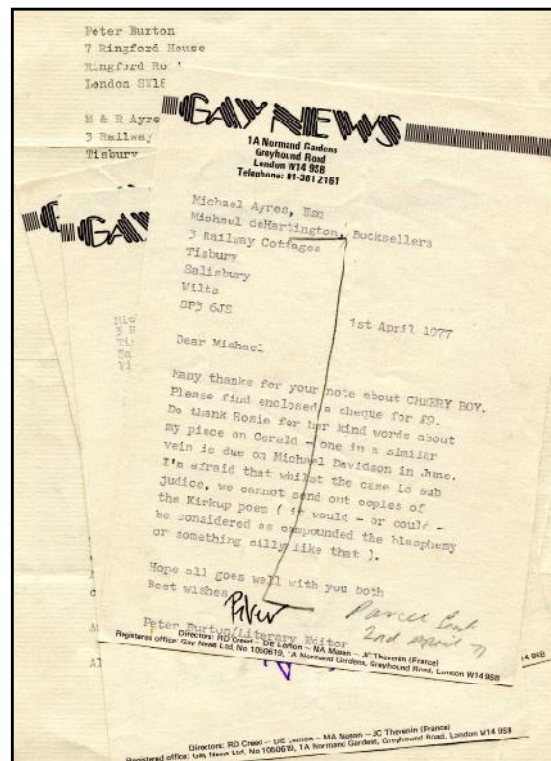 Peter Burton
7 Ringford House
Ringford
London
M & R
3 Railway
Tisbury
GAY NEWS
1A Normand Gardens
Greyhound Road
London W14 9SB
Telephone: 01-381 2161
Michael Ayres, Esq
Michael deHartington, Booksellers
3 Railway Cottages
Tisbury
Salisbury
Wilts
SP3 6JS
1st April 1977
Dear Michael
Many thanks for your note about CHEERY BOY.
Please find enclosed a cheque for £9.
Do thank Rosie for her kind words about
my piece on Gerald - one in a similar
vein is due on Michael Davidson in June.
I'm afraid that whilst the case is sub
judice, we cannot send out copies of
the Kirkup poem ( it would - or could -
be considered as compounded the blasphemy
or something silly like that ).
Hope all goes well with you both
Best wishes
Peter
Parcel
2nd April 77
Peter Burton/Literary Editor
Directors: RD Creel - DE Lemon - MA Mason - JC Thevenin (France)
Registered office: Gay News Ltd, No 1050619, 1A Normand Gardens, Greyhound Road, London W14 9SB
GAY
Directors: RD Creel - DE Lemon - MA Mason - JC Thevenin (France)
Registered office: Gay News Ltd, No 1050619, 1A Normand Gardens, Greyhound Road, London W14 9SB